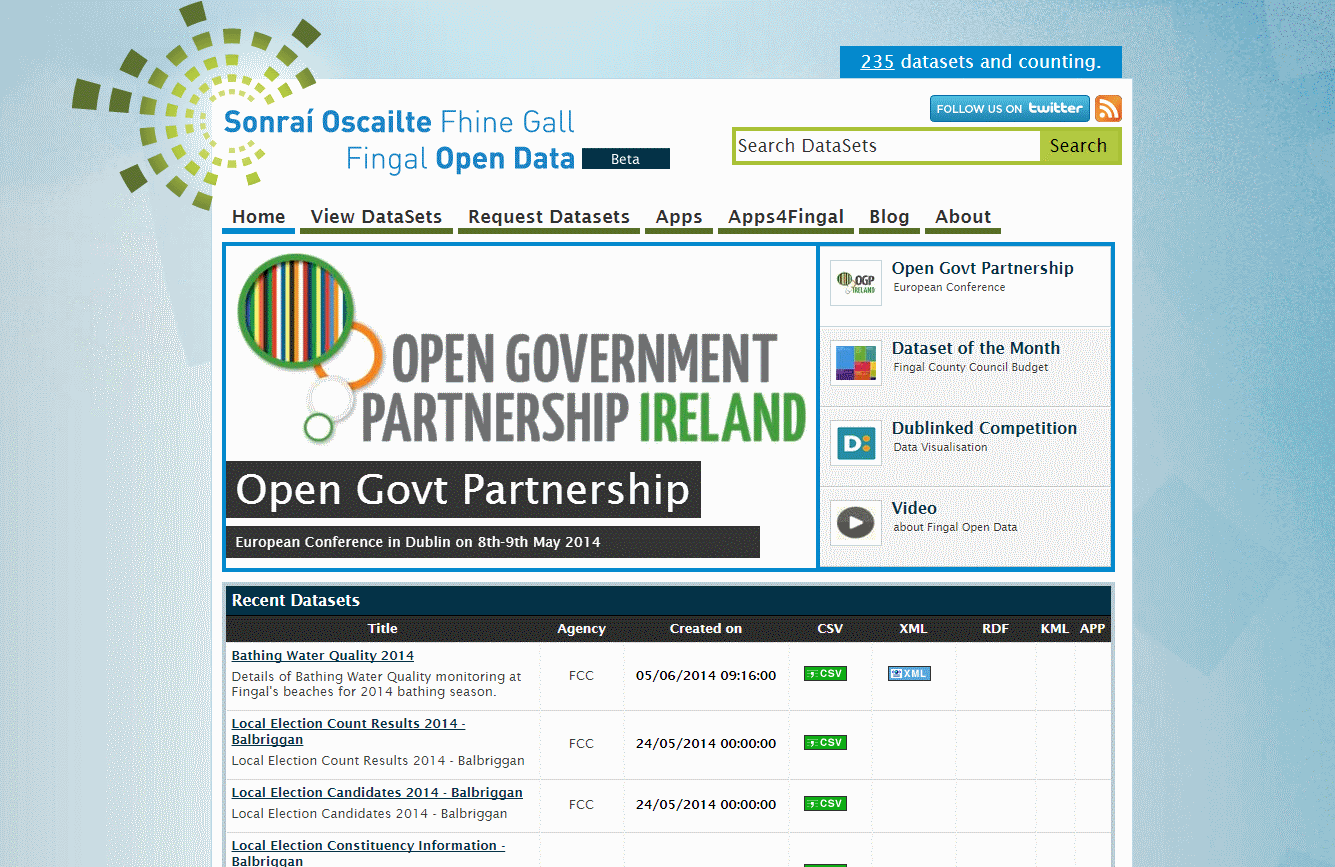 235 datasets and counting.
FOLLOW US ON twitter
Sonraí Oscailte Fhine Gall
Fingal Open Data Beta
Search DataSets Search
Home View DataSets Request Datasets Apps Apps4Fingal Blog About
OPEN GOVERNMENT
PARTNERSHIP IRELAND
Open Govt Partnership
European Conference in Dublin on 8th-9th May 2014
OGP
IRELAND
Open Govt Partnership
European Conference
Dataset of the Month
Fingal County Council Budget
D:
Dublinked Competition
Data Visualisation
Video
about Fingal Open Data
Recent Datasets
Title Agency Created on CSV XML RDF KML APP
Bathing Water Quality 2014
Details of Bathing Water Quality monitoring at
Fingal's beaches for 2014 bathing season.
FCC 05/06/2014 09:16:00 CSV XML
Local Election Count Results 2014 -
Balbriggan
Local Election Count Results 2014 - Balbriggan
FCC 24/05/2014 00:00:00 CSV
Local Election Candidates 2014 - Balbriggan
Local Election Candidates 2014 - Balbriggan
FCC 24/05/2014 00:00:00 CSV
Local Election Constituency Information -
Balbriggan